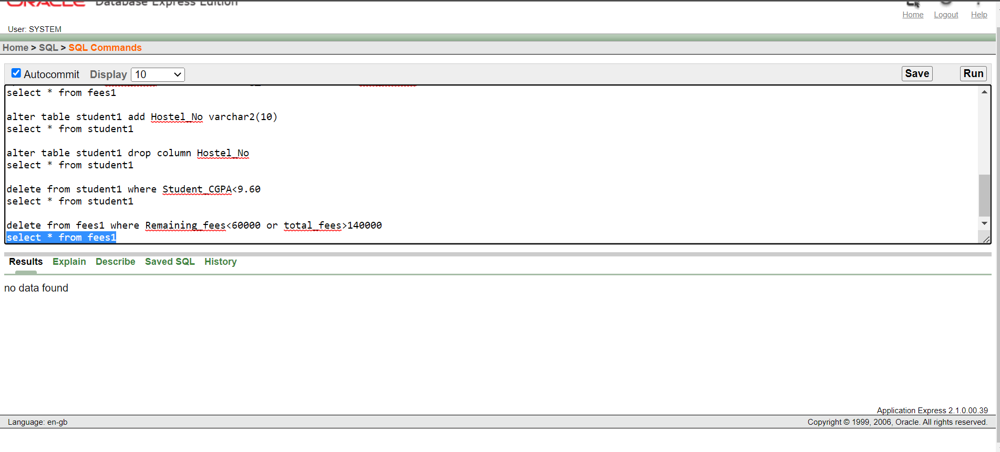 ORACLE Database Express Edition
Home Logout Help
User: SYSTEM
Home > SQL > SQL Commands
Autocommit Display 10 Save Run
select * from fees1
alter table student1 add Hostel_No varchar2(10)
select * from student1
alter table student1 drop column Hostel_No
select * from student1
delete from student1 where Student_CGPA<9.60
select * from student1
delete from fees1 where Remaining_fees<60000 or total_fees>140000
select * from fees1
Results Explain Describe Saved SQL History
no data found
Application Express 2.1.0.00.39
Language: en-gb Copyright © 1999, 2006, Oracle. All rights reserved.